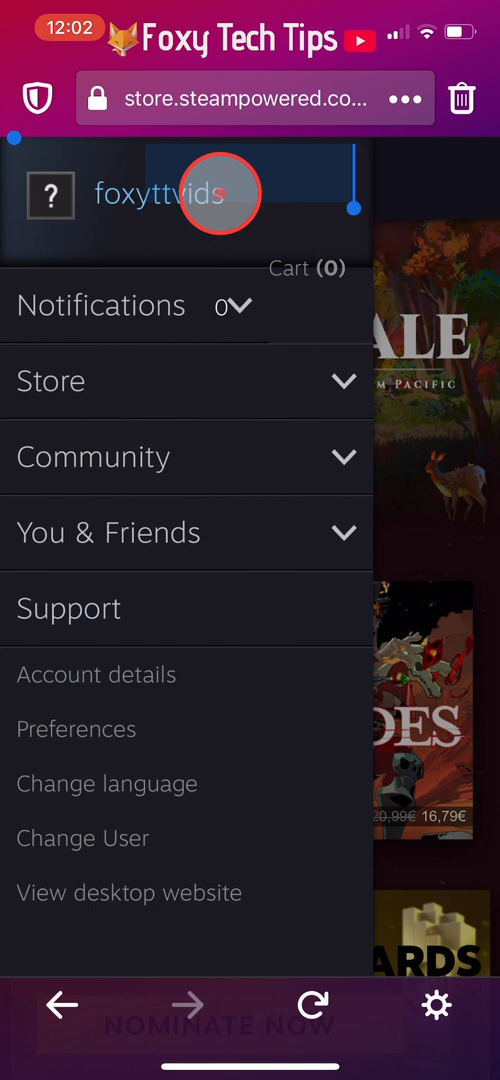 12:02
Foxy Tech Tips
store.steampowered.co...
?
foxyttvids
Cart (0)
Notifications 0
Store
Community
You & Friends
Support
Account details
Preferences
Change language
Change User
View desktop website
ALE
M PACIFIC
DES
20,99€ 16,79€
ARDS
NOMINATE NOW